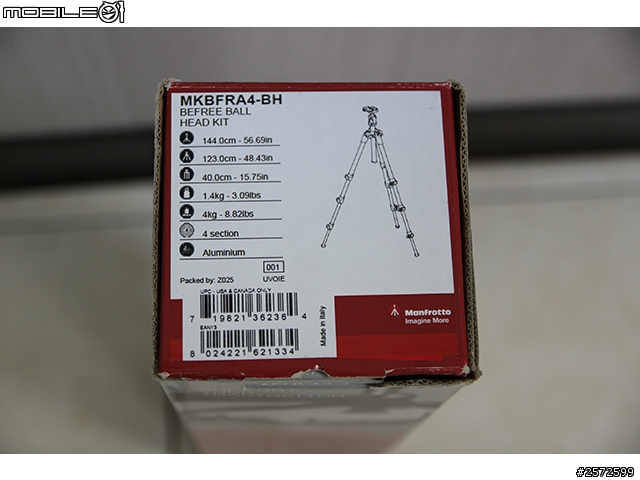 MOBILE01
MKBFRA4-BH
BEFREE BALL
HEAD KIT
144.0cm - 56.69in
123.0cm - 48.43in
40.0cm - 15.75in
1.4kg - 3.09lbs
4kg - 8.82lbs
4 section
Aluminium
001
Packed by: Z025
UVOIE
UPC - USA & CANADA ONLY
7 19821 36236 4
EAN13
8 024221 621334
Made in Italy
Manfrotto
Imagine More
#2572599